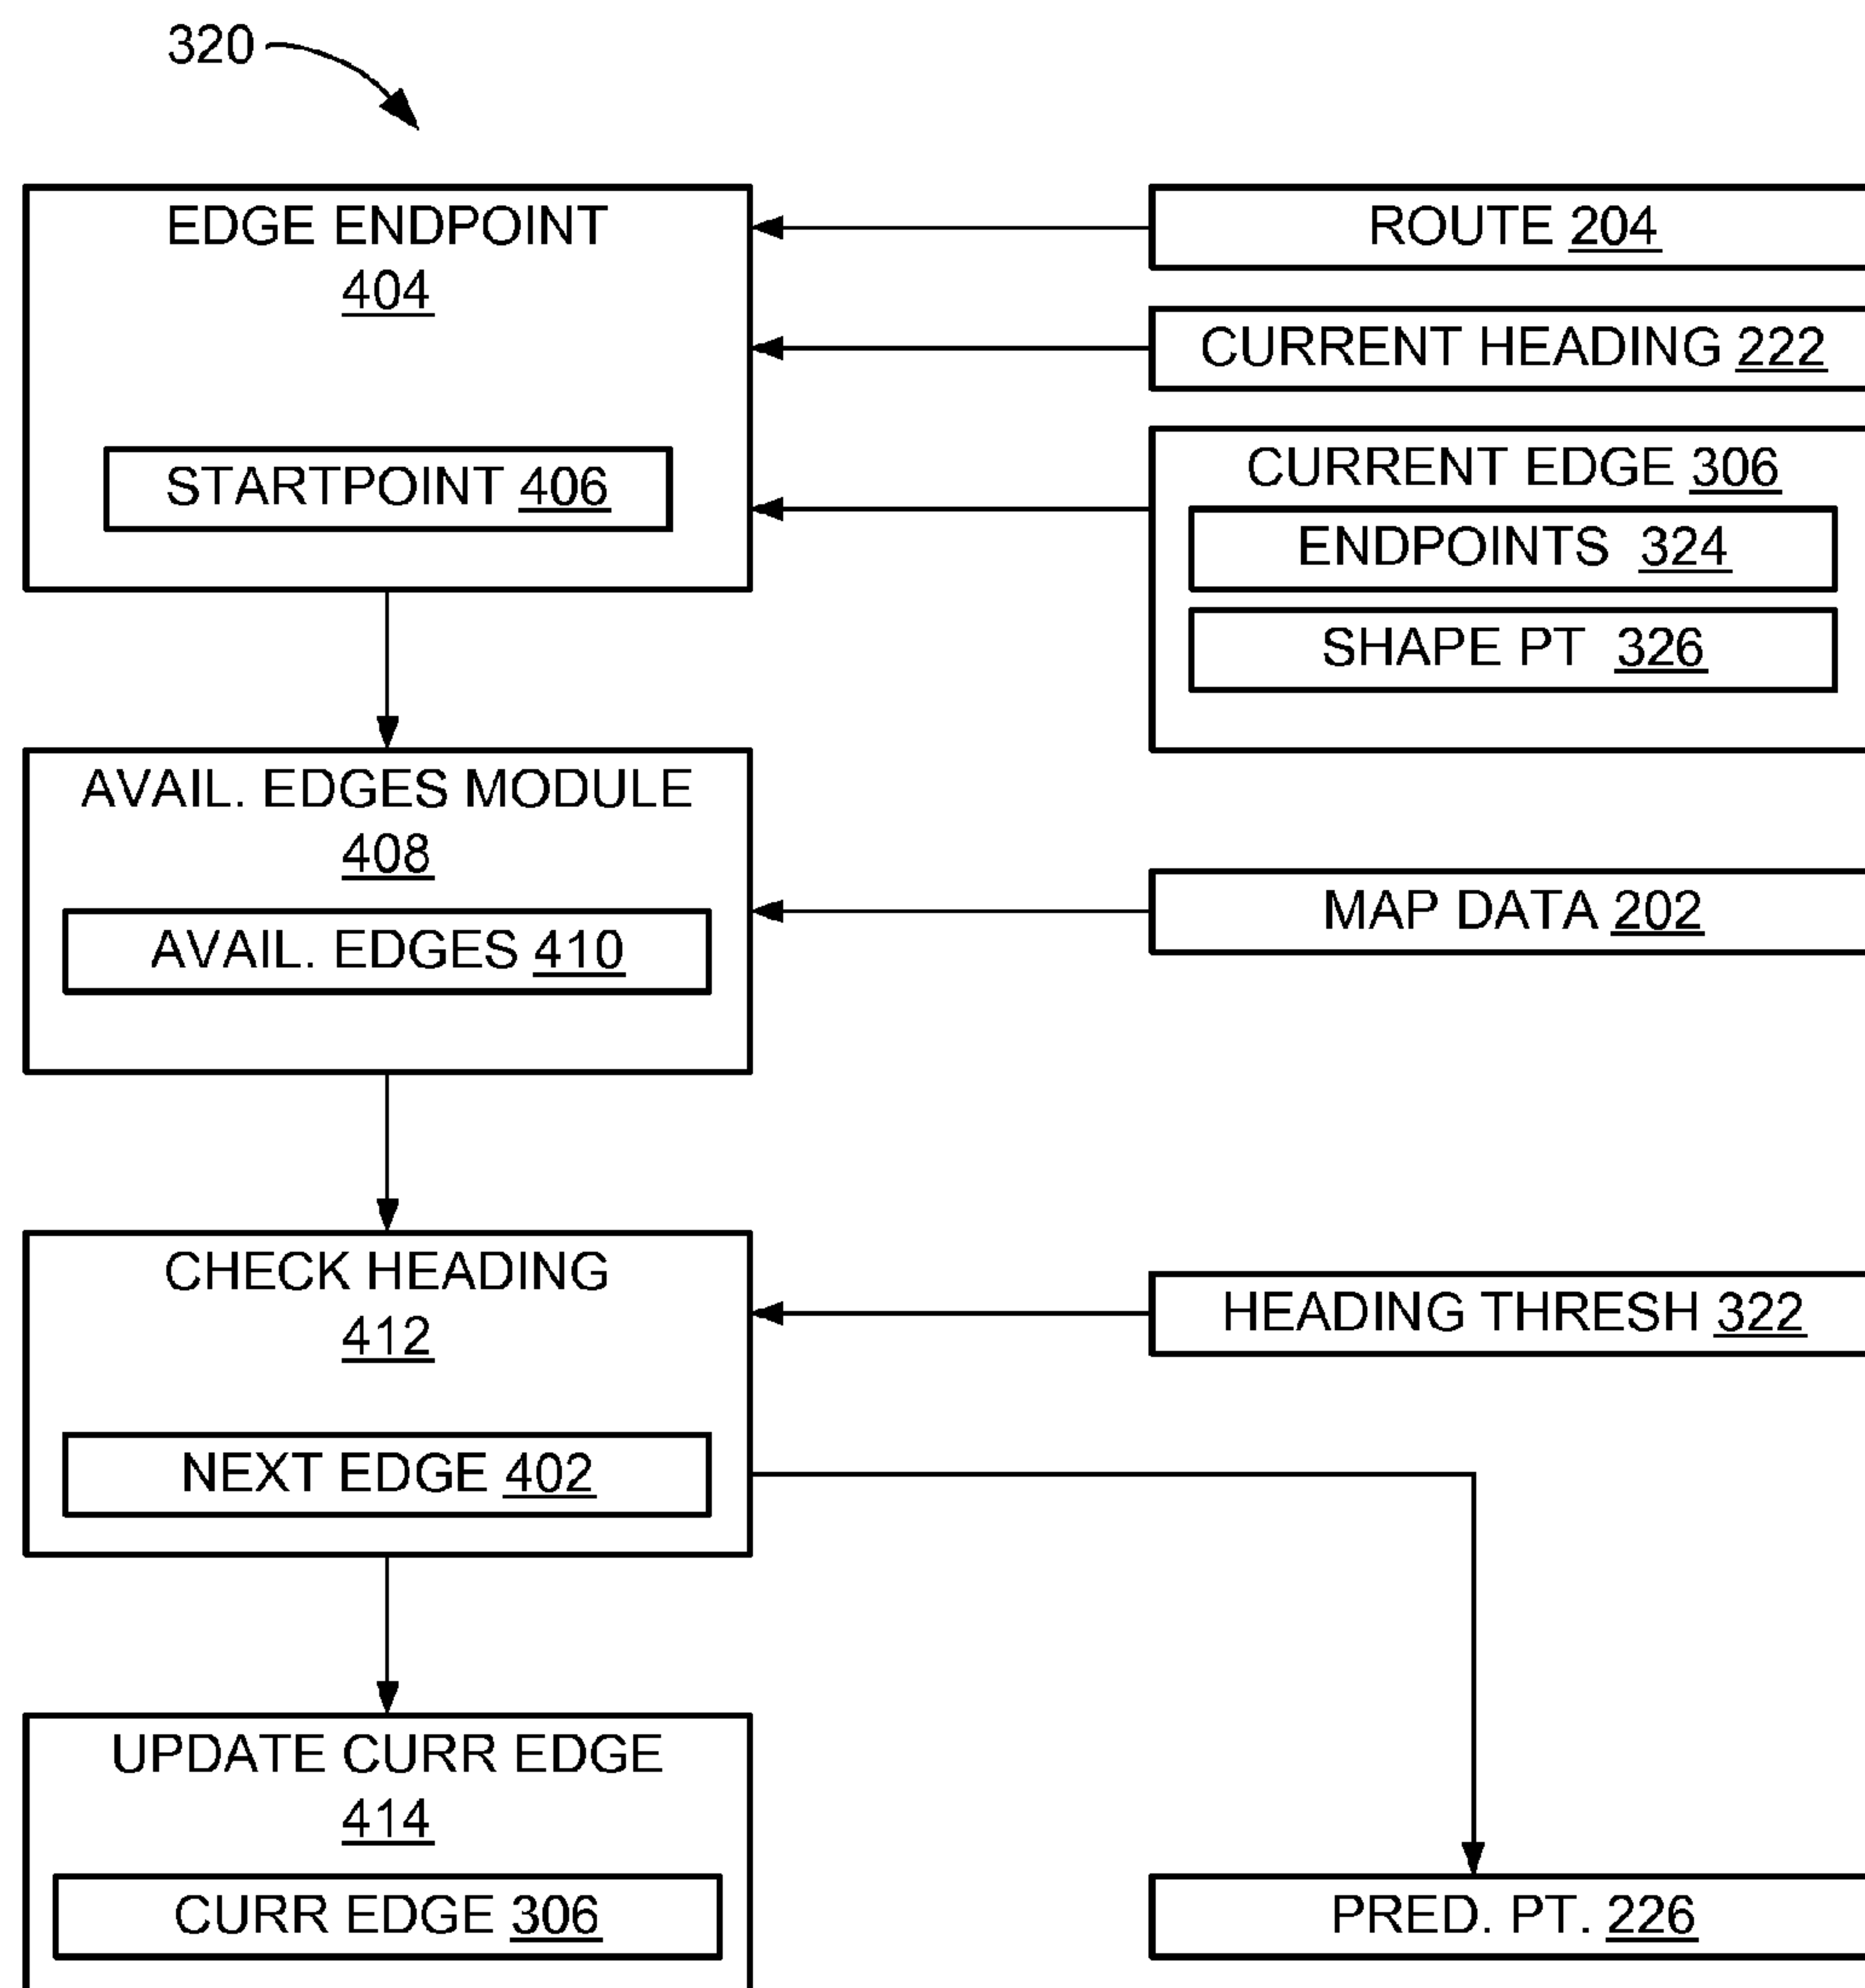 320
EDGE ENDPOINT
404
STARTPOINT 406
ROUTE 204
CURRENT HEADING 222
CURRENT EDGE 306
ENDPOINTS 324
SHAPE PT 326
AVAIL. EDGES MODULE
408
AVAIL. EDGES 410
MAP DATA 202
CHECK HEADING
412
NEXT EDGE 402
HEADING THRESH 322
UPDATE CURR EDGE
414
CURR EDGE 306
PRED. PT. 226